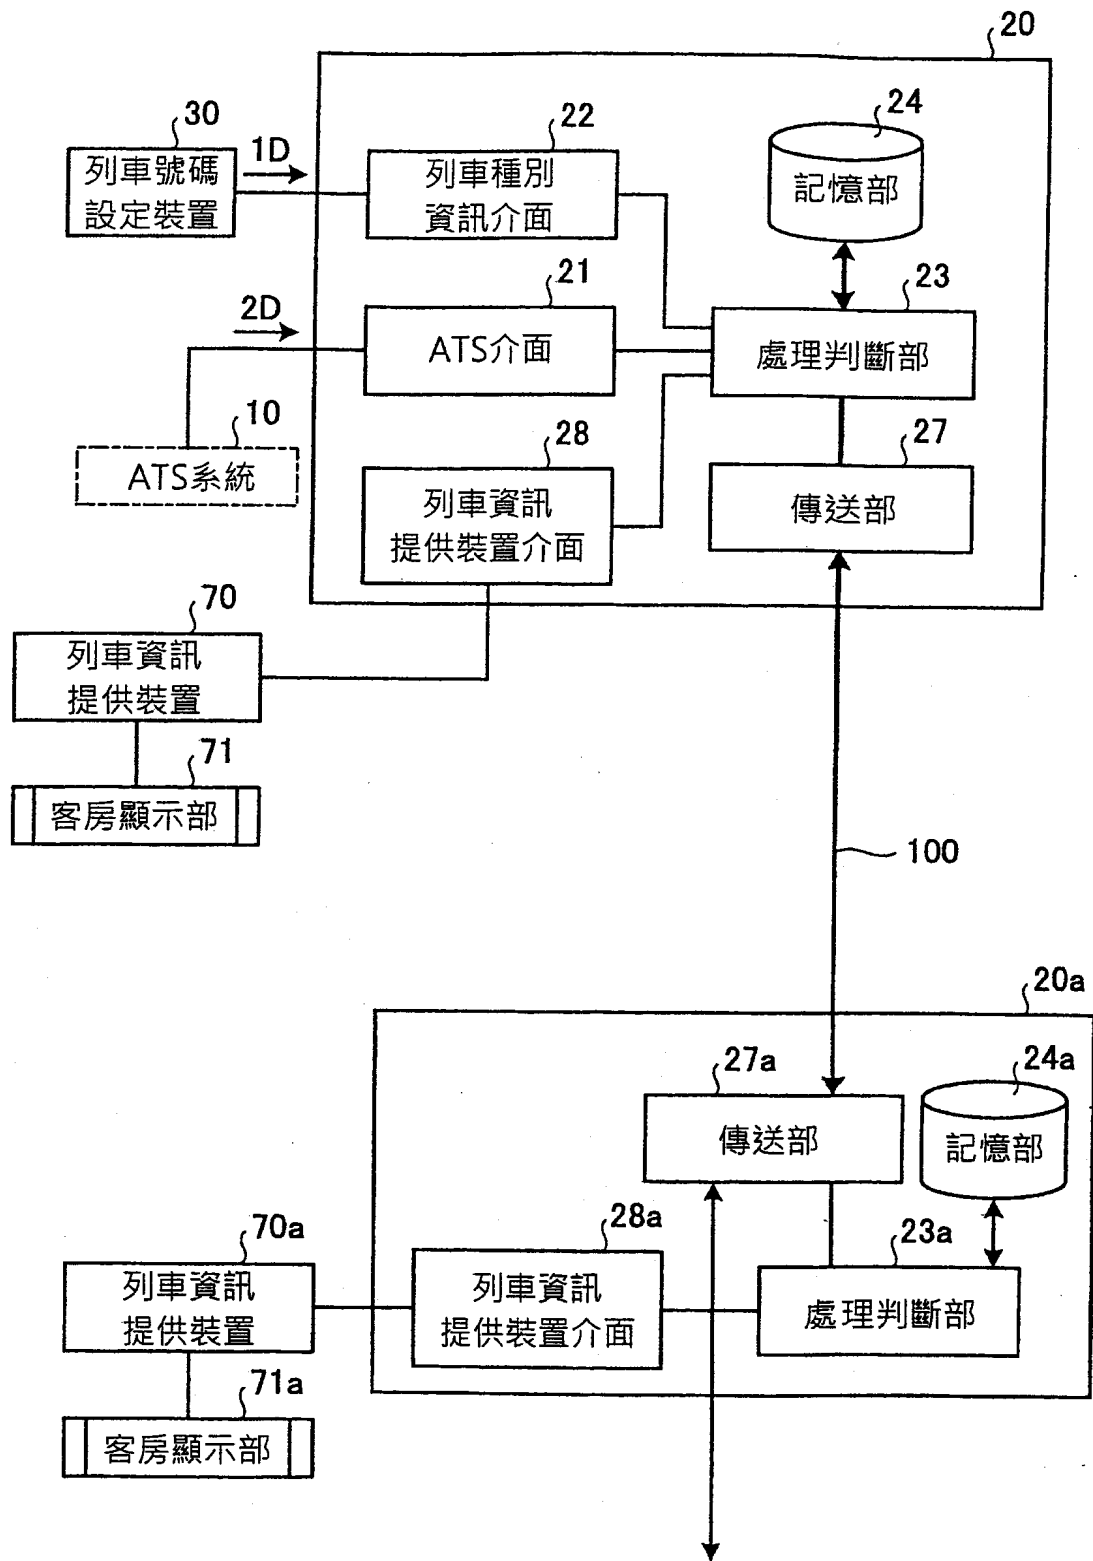 20
30
列車號碼
設定裝置
1D
22
列車種別
資訊介面
24
記憶部
2D
21
ATS介面
23
處理判斷部
10
ATS系統
28
列車資訊
提供裝置介面
27
傳送部
70
列車資訊
提供裝置
71
客房顯示部
100
20a
27a
傳送部
24a
記憶部
70a
列車資訊
提供裝置
28a
列車資訊
提供裝置介面
23a
處理判斷部
71a
客房顯示部